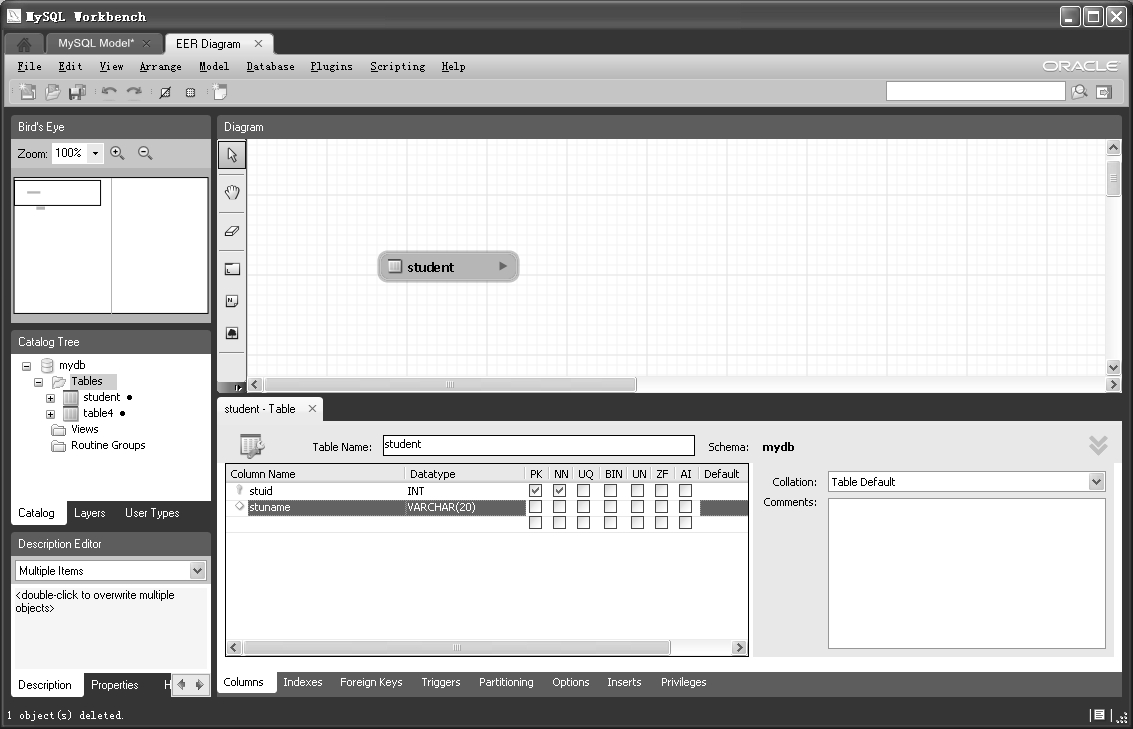 MySQL Workbench
MySQL Model*
EER Diagram
File Edit View Arrange Model Database Plugins Scripting Help
ORACLE
Bird's Eye
Zoom: 100%
Diagram
student
Catalog Tree
mydb
Tables
student
table4
Views
Routine Groups
Catalog Layers User Types
Description Editor
Multiple Items
<double-click to overwrite multiple
objects>
Description Properties H
student - Table
Table Name: student Schema: mydb
Column Name Datatype PK NN UQ BIN UN ZF AI Default
stuid INT
stuname VARCHAR(20)
Collation: Table Default
Comments:
Columns Indexes Foreign Keys Triggers Partitioning Options Inserts Privileges
1 object(s) deleted.